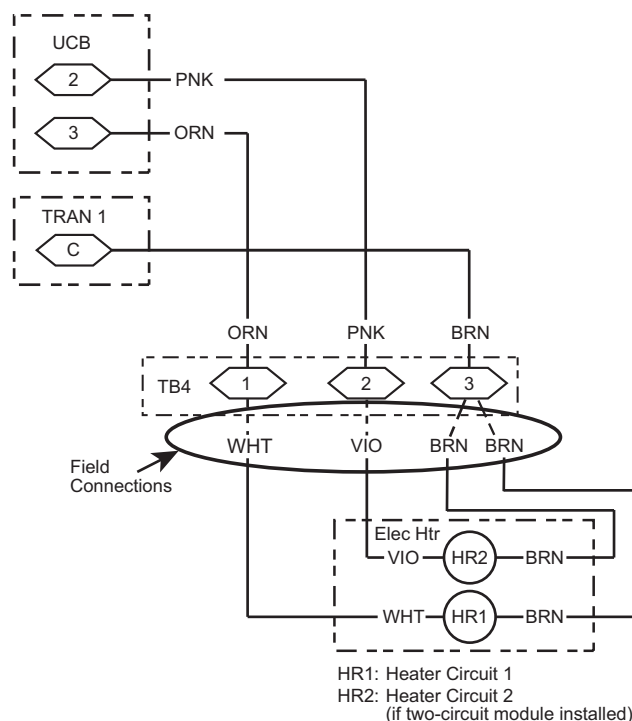 UCB
2 PNK
3 ORN
TRAN 1
C
ORN PNK BRN
TB4 1 2 3
WHT VIO BRN BRN
Field
Connections
Elec Htr
VIO HR2 BRN
WHT HR1 BRN
HR1: Heater Circuit 1
HR2: Heater Circuit 2
(if two-circuit module installed)